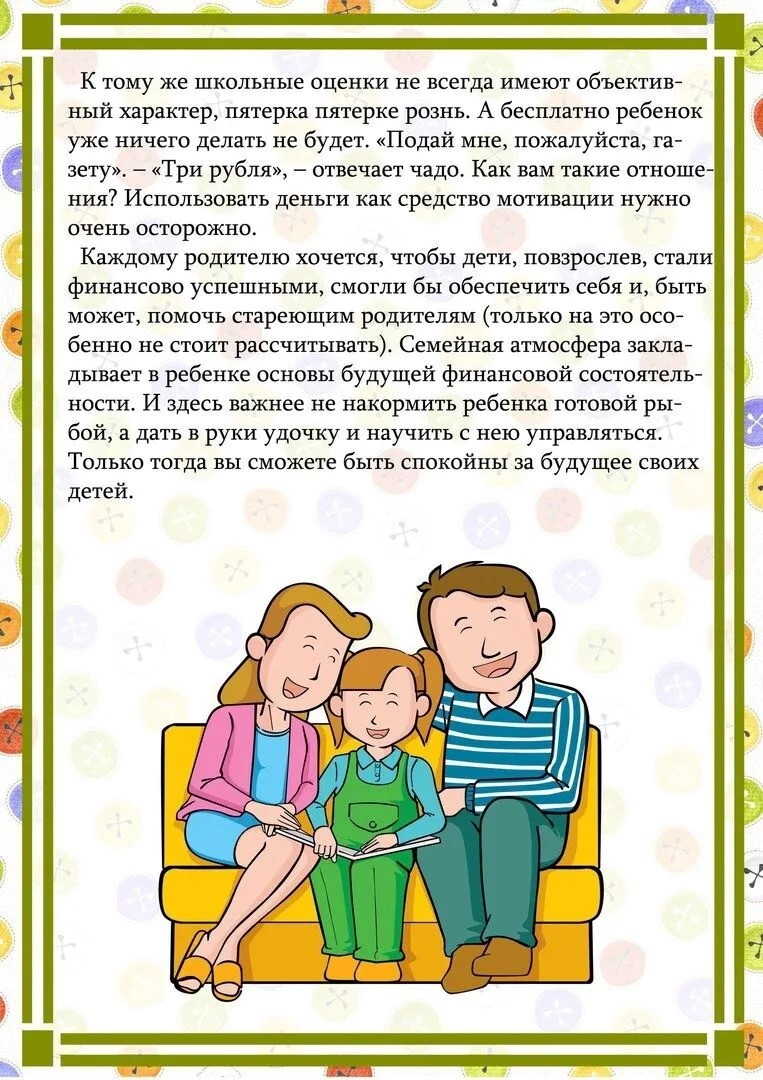 К тому же школьные оценки не всегда имеют объектив-
ный характер, пятерка пятерке рознь. А бесплатно ребенок
уже ничего делать не будет. «Подай мне, пожалуйста, га-
зету». – «Три рубля», – отвечает чадо. Как вам такие отноше-
ния? Использовать деньги как средство мотивации нужно
очень осторожно.
Каждому родителю хочется, чтобы дети, повзрослев, стали
финансово успешными, смогли бы обеспечить себя и, быть
может, помочь стареющим родителям (только на это осо-
бенно не стоит рассчитывать). Семейная атмосфера закла-
дывает в ребенке основы будущей финансовой состоятель-
ности. И здесь важнее не накормить ребенка готовой ры-
бой, а дать в руки удочку и научить с нею управляться.
Только тогда вы сможете быть спокойны за будущее своих
детей.